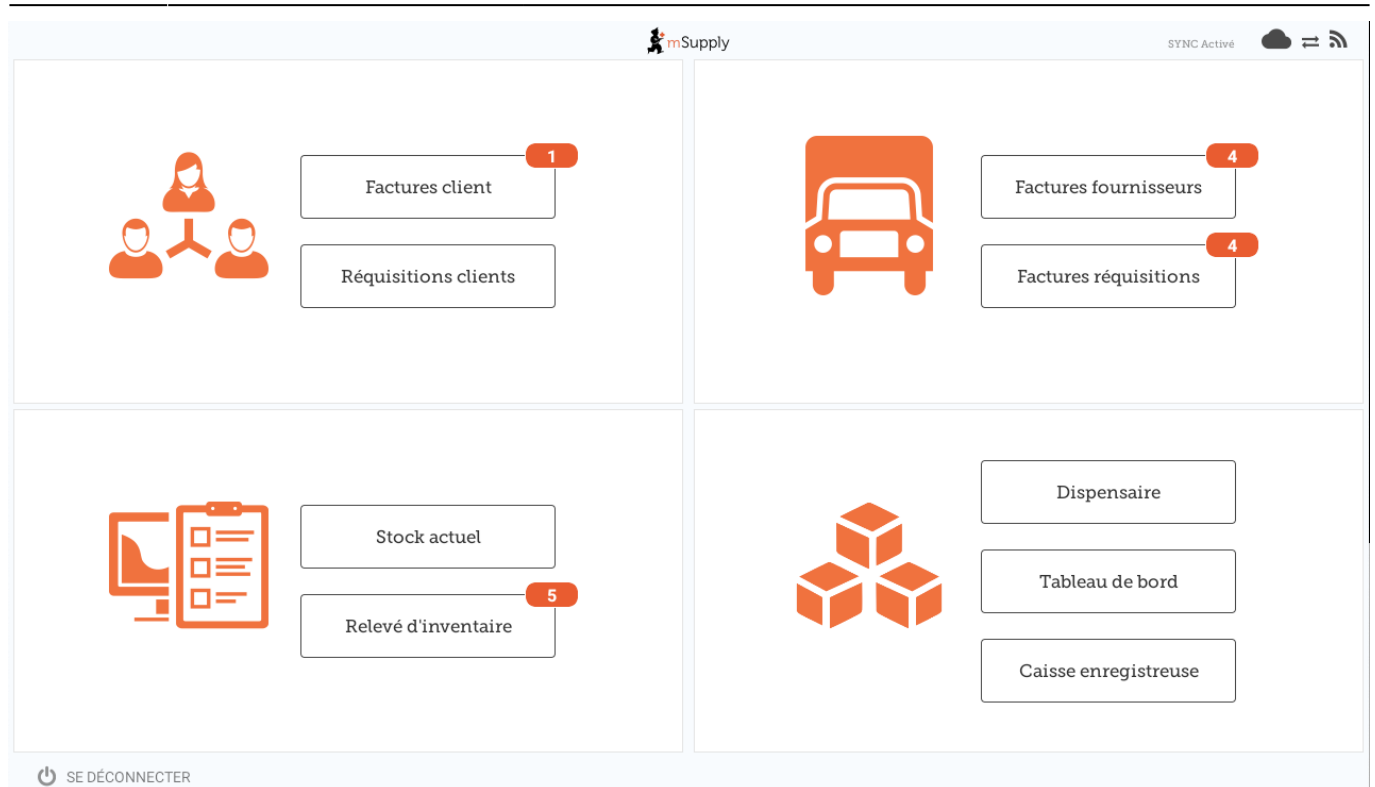 mSupply
SYNC Activé
1
Factures client
Réquisitions clients
4
Factures fournisseurs
4
Factures réquisitions
Stock actuel
5
Relevé d'inventaire
Dispensaire
Tableau de bord
Caisse enregistreuse
SE DÉCONNECTER